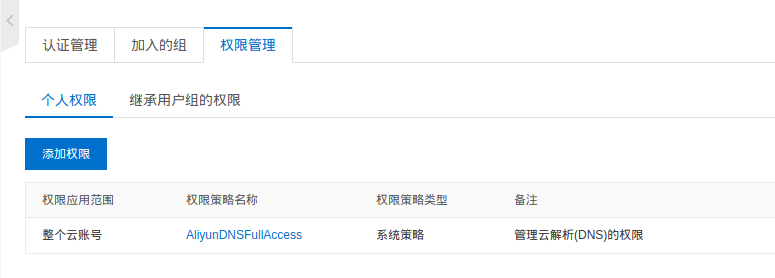 认证管理 加入的组 权限管理
个人权限 继承用户组的权限
添加权限
权限应用范围 权限策略名称 权限策略类型 备注
整个云账号 AliyunDNSFullAccess 系统策略 管理云解析(DNS)的权限